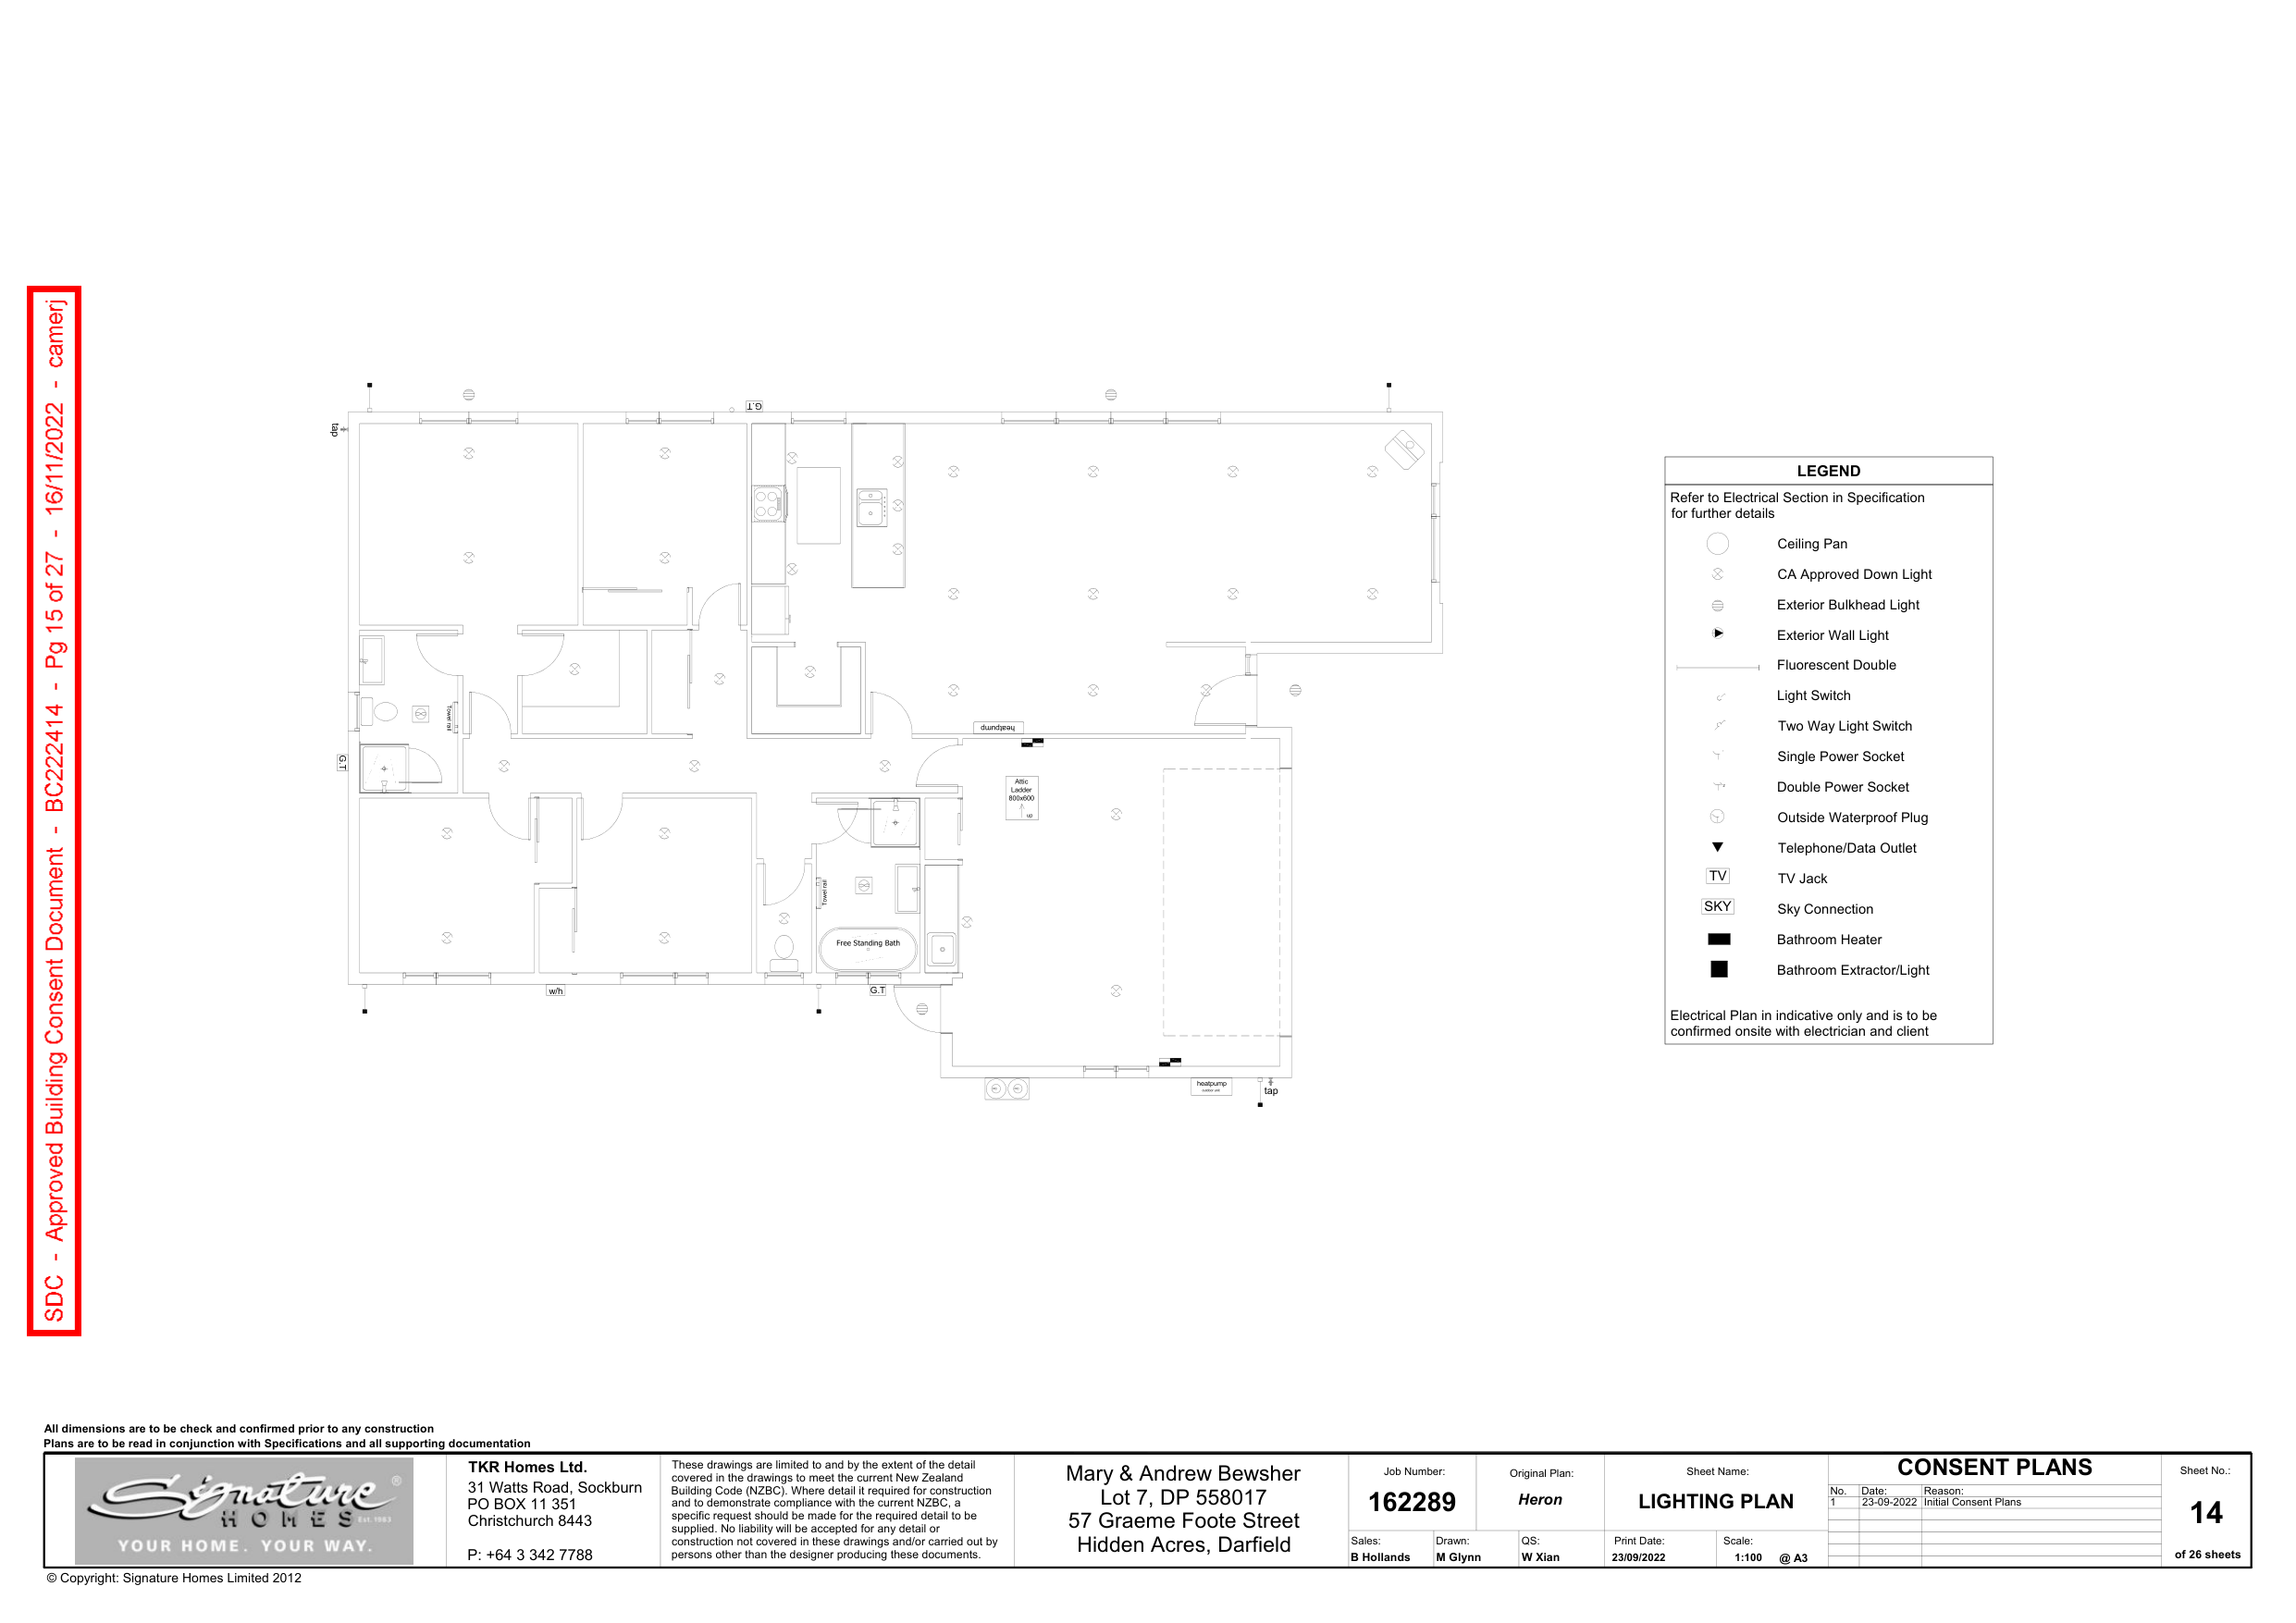 SDC - Approved Building Consent Document - BC222414 - Pg 15 of 27 - 16/11/2022 - camerj
tap
G.T
Towel rail
G.T
heatpump
Attic
Ladder
800x600
up
Towel rail
Free Standing Bath
w/h
G.T
heatpump
tap
LEGEND
Refer to Electrical Section in Specification
for further details
Ceiling Pan
CA Approved Down Light
Exterior Bulkhead Light
Exterior Wall Light
Fluorescent Double
Light Switch
Two Way Light Switch
Single Power Socket
Double Power Socket
Outside Waterproof Plug
Telephone/Data Outlet
TV TV Jack
SKY Sky Connection
Bathroom Heater
Bathroom Extractor/Light
Electrical Plan in indicative only and is to be
confirmed onsite with electrician and client
All dimensions are to be check and confirmed prior to any construction
Plans are to be read in conjunction with Specifications and all supporting documentation
Signature ®
HOMES Est. 1983
YOUR HOME. YOUR WAY.
TKR Homes Ltd.
31 Watts Road, Sockburn
PO BOX 11 351
Christchurch 8443
P: +64 3 342 7788
These drawings are limited to and by the extent of the detail
covered in the drawings to meet the current New Zealand
Building Code (NZBC). Where detail it required for construction
and to demonstrate compliance with the current NZBC, a
specific request should be made for the required detail to be
supplied. No liability will be accepted for any detail or
construction not covered in these drawings and/or carried out by
persons other than the designer producing these documents.
Mary & Andrew Bewsher
Lot 7, DP 558017
57 Graeme Foote Street
Hidden Acres, Darfield
Job Number:
162289
Original Plan:
Heron
Sales:
B Hollands
Drawn:
M Glynn
QS:
W Xian
Sheet Name:
LIGHTING PLAN
Print Date:
23/09/2022
Scale:
1:100 @ A3
CONSENT PLANS
No. Date: Reason:
1 23-09-2022 Initial Consent Plans
Sheet No.:
14
of 26 sheets
© Copyright: Signature Homes Limited 2012